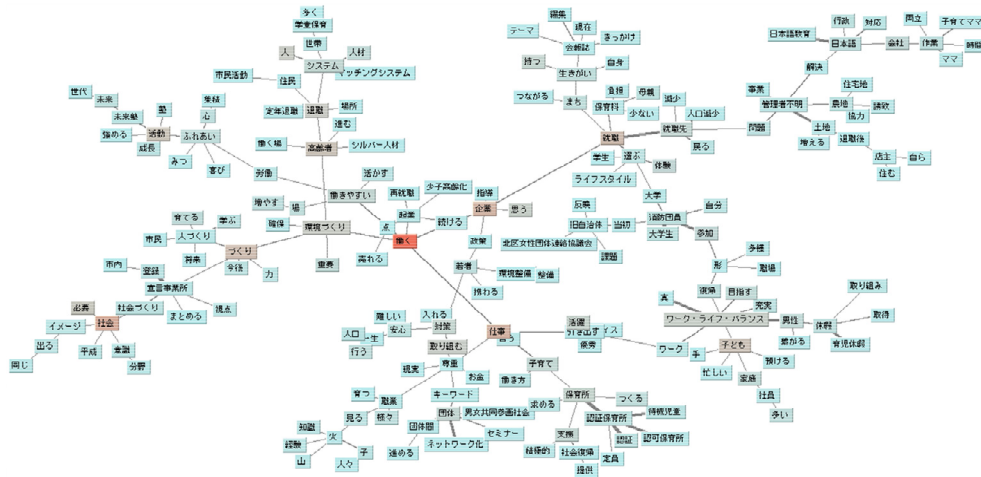 多く
学童保育
世帯
人
人材
システム
マッチングシステム
市民活動
住民
定年退職
退職
場所
進む
働く場
シルバー人材
高齢者
世代
未来
塾
未来塾
強める
活動
成長
心
ふれあい
みつ
喜び
労働
働きやすい
活かす
増やす
場
確保
環境づくり
重要
点
再就職
少子高齢化
起業
続ける
働く
指導
企業
思う
政策
若者
環境整備
整備
携わる
育てる
学ぶ
市民
人づくり
将来
づくり
今後
力
市内
登録
宣言事業所
視点
まとめる
社会づくり
必要
社会
イメージ
出る
同じ
平成
意識
分野
編集
テーマ
現在
きっかけ
会報誌
持つ
生きがい
自身
つながる
まち
負担
保育料
母親
少ない
減少
人口減少
就職
就職先
戻る
学生
選ぶ
体験
ライフスタイル
大学
反映
旧自治体
当初
消防団員
自分
大学生
参加
北区女性団体連絡協議会
課題
形
多様
職場
復帰
目指す
充実
真
ワーク・ライフ・バランス
男性
休暇
取り組み
取得
育児休暇
ワーク
手
子ども
預ける
忙しい
家庭
社員
多い
行政
対応
日本語教育
日本語
会社
作業
両立
子育てママ
ママ
解決
事業
管理者不明
農地
住宅地
協力
問題
土地
増える
退職後
店主
自ら
住む
入れる
対策
難しい
安心
人口
行う
取り組む
仕事
活躍
優秀
子育て
働き方
尊重
現実
お金
キーワード
育つ
職業
様々
見る
知識
火
経験
山
人々
子
団体
団体間
男女共同参画社会
セミナー
ネットワーク化
進める
保育所
求める
つくる
認証保育所
待機児童
認可保育所
定員
支援
継続的
社会復帰
提供